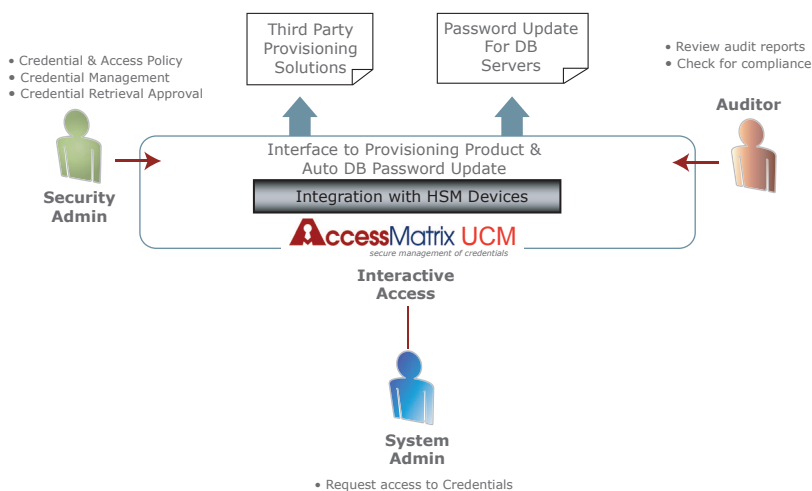 Third Party
Provisioning
Solutions
Password Update
For DB
Servers
• Credential & Access Policy
• Credential Management
• Credential Retrieval Approval
• Review audit reports
• Check for compliance
Auditor
Security
Admin
Interface to Provisioning Product &
Auto DB Password Update
Integration with HSM Devices
AccessMatrix UCM
secure management of credentials
Interactive
Access
System
Admin
• Request access to Credentials